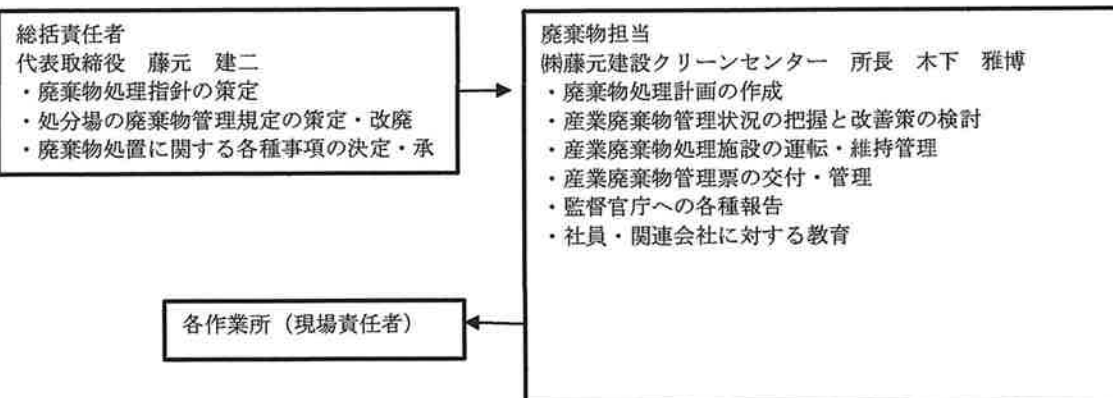 総括責任者
代表取締役　藤元　建二
・廃棄物処理指針の策定
・処分場の廃棄物管理規定の策定・改廃
・廃棄物処置に関する各種事項の決定・承
廃棄物担当
㈱藤元建設クリーンセンター　所長　木下　雅博
・廃棄物処理計画の作成
・産業廃棄物管理状況の把握と改善策の検討
・産業廃棄物処理施設の運転・維持管理
・産業廃棄物管理票の交付・管理
・監督官庁への各種報告
・社員・関連会社に対する教育
各作業所（現場責任者）